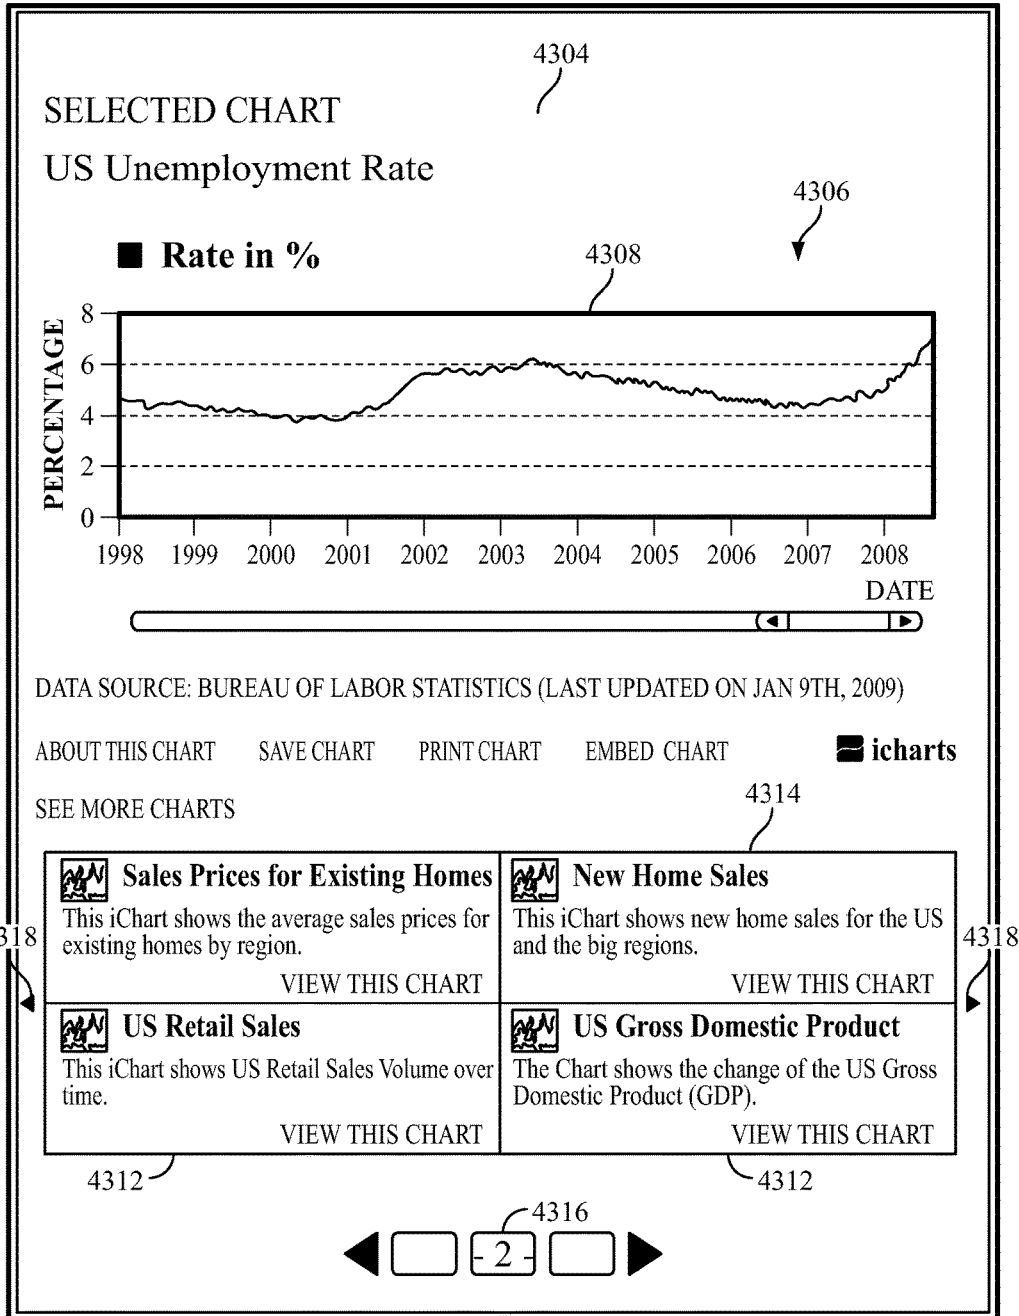 4304
SELECTED CHART
US Unemployment Rate
4306
Rate in %
4308
PERCENTAGE
8
6
4
2
0
1998 1999 2000 2001 2002 2003 2004 2005 2006 2007 2008
DATE
DATA SOURCE: BUREAU OF LABOR STATISTICS (LAST UPDATED ON JAN 9TH, 2009)
ABOUT THIS CHART SAVE CHART PRINT CHART EMBED CHART icharts
4314
SEE MORE CHARTS
Sales Prices for Existing Homes
This iChart shows the average sales prices for
existing homes by region.
VIEW THIS CHART
New Home Sales
This iChart shows new home sales for the US
and the big regions.
VIEW THIS CHART
318
4318
US Retail Sales
This iChart shows US Retail Sales Volume over
time.
VIEW THIS CHART
US Gross Domestic Product
The Chart shows the change of the US Gross
Domestic Product (GDP).
VIEW THIS CHART
4312
4312
4316
- 2 -